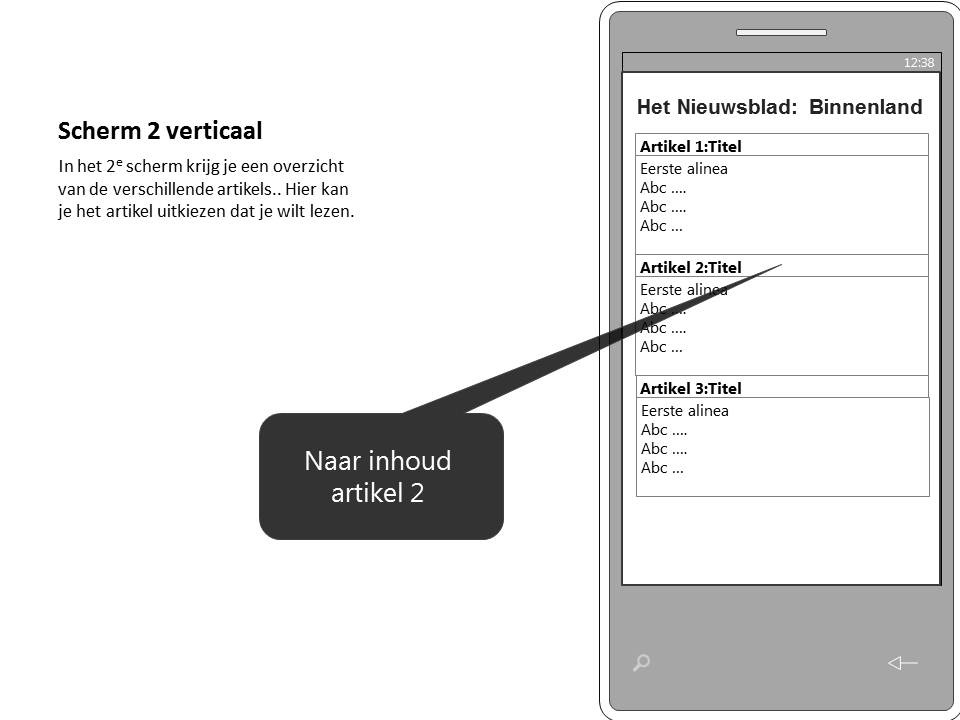 Scherm 2 verticaal
In het 2e scherm krijg je een overzicht
van de verschillende artikels.. Hier kan
je het artikel uitkiezen dat je wilt lezen.
Naar inhoud
artikel 2
12:38
Het Nieuwsblad:  Binnenland
Artikel 1:Titel
Eerste alinea
Abc ....
Abc ....
Abc ...
Artikel 2:Titel
Eerste alinea
Abc ....
Abc ....
Abc ...
Artikel 3:Titel
Eerste alinea
Abc ....
Abc ....
Abc ...